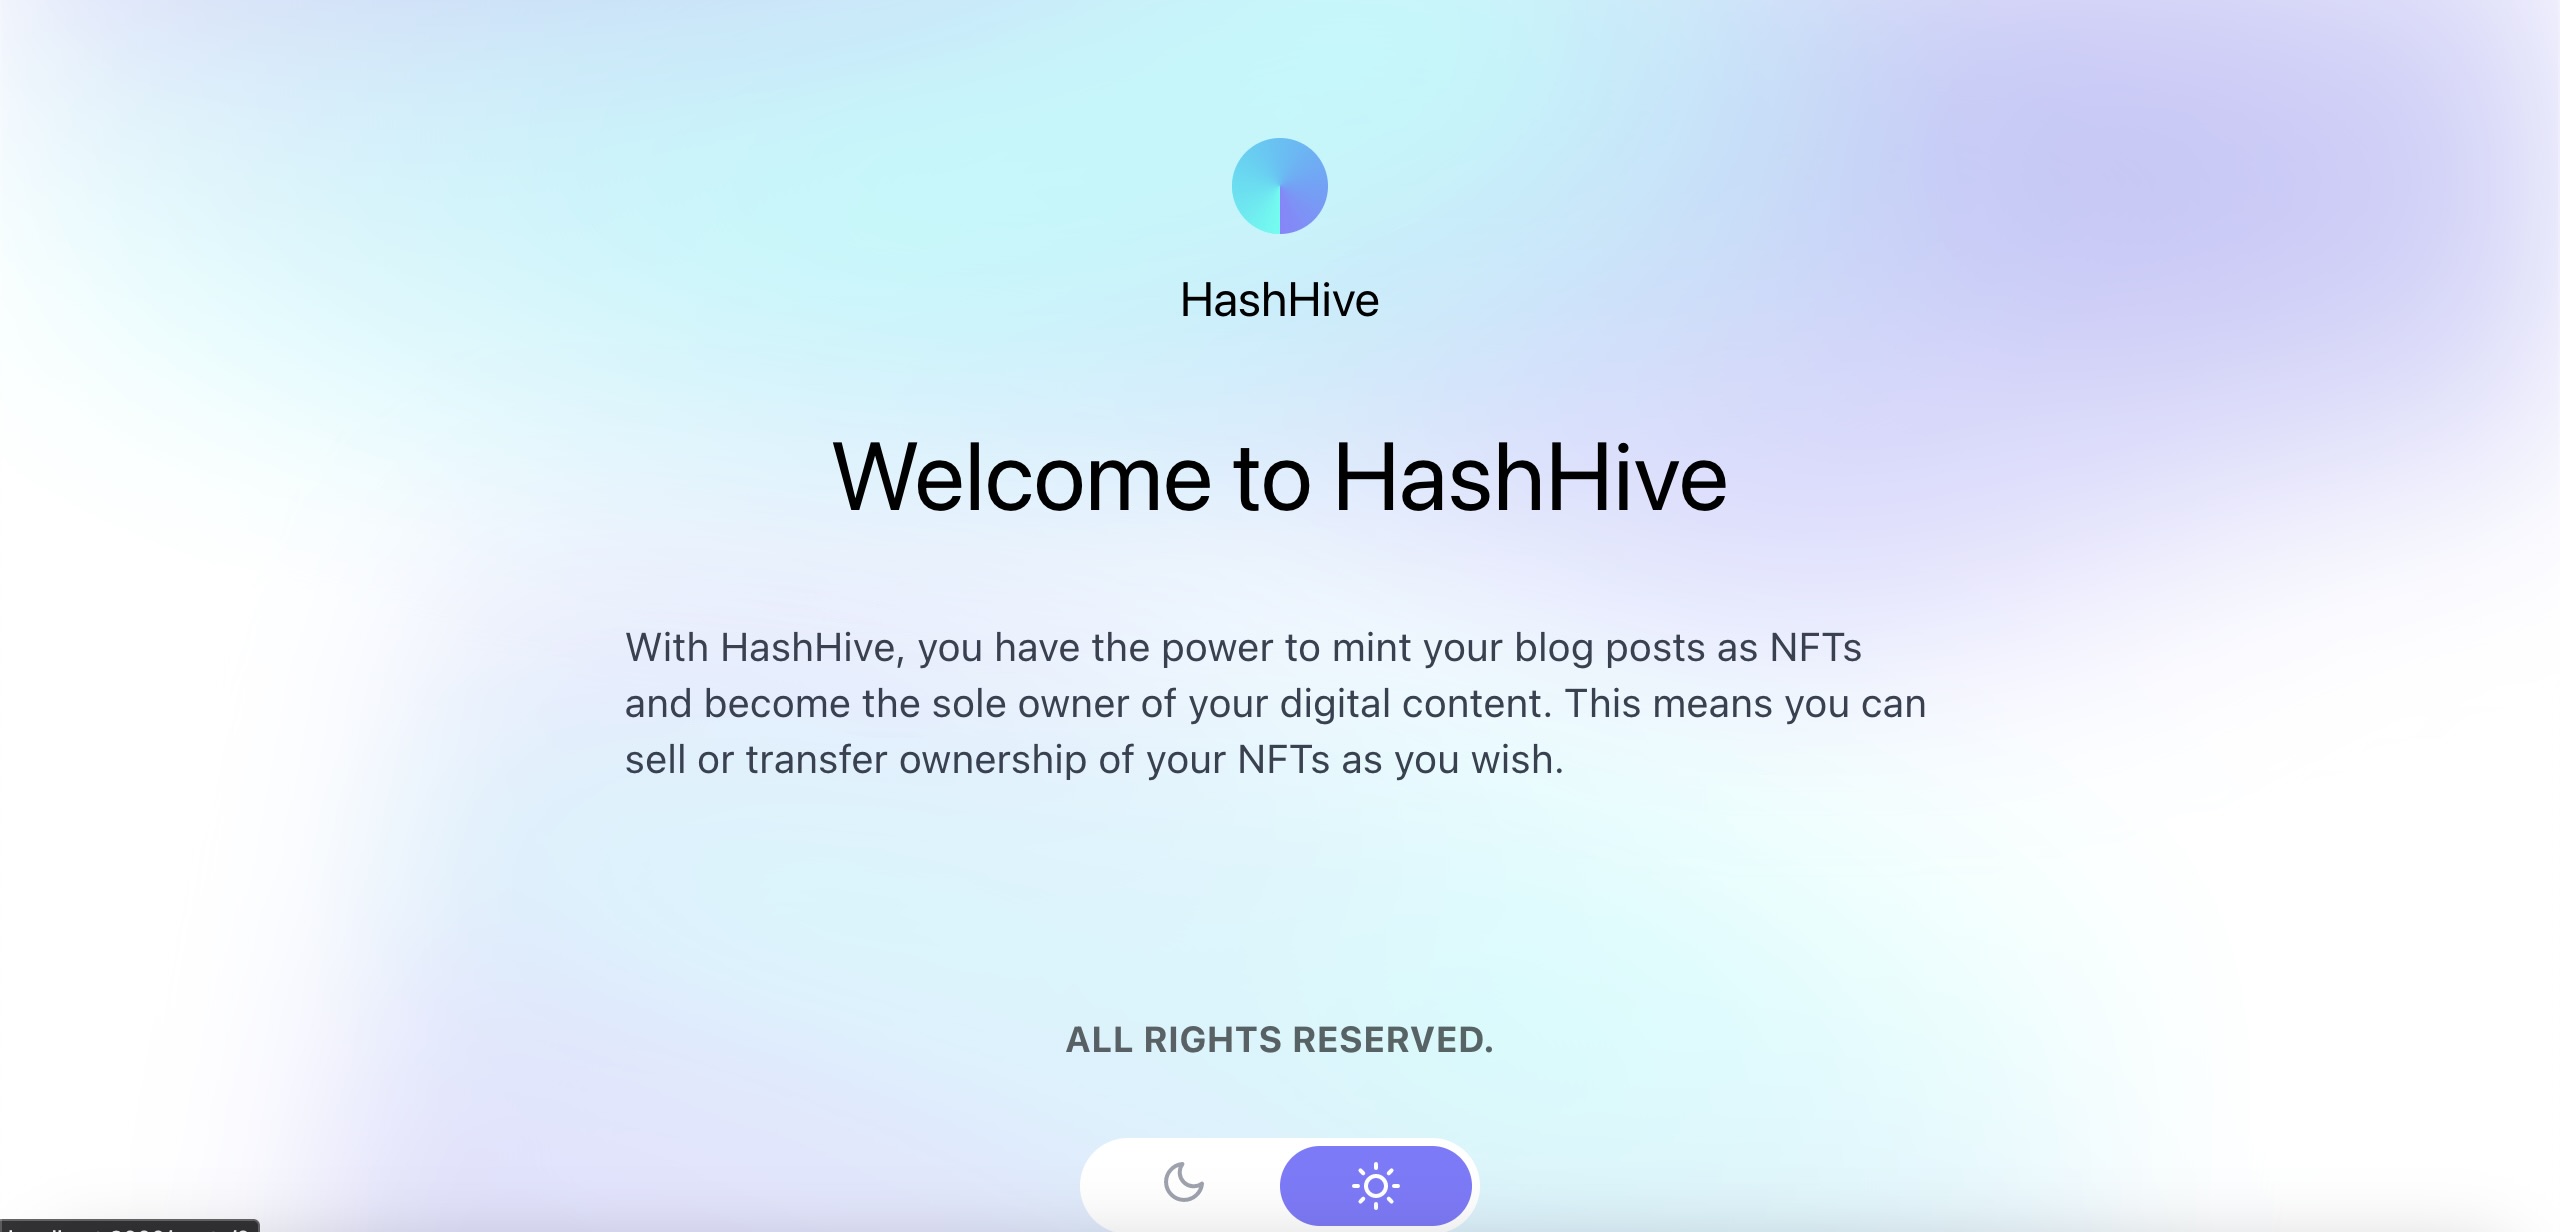 HashHive
Welcome to HashHive
With HashHive, you have the power to mint your blog posts as NFTs
and become the sole owner of your digital content. This means you can
sell or transfer ownership of your NFTs as you wish.
ALL RIGHTS RESERVED.